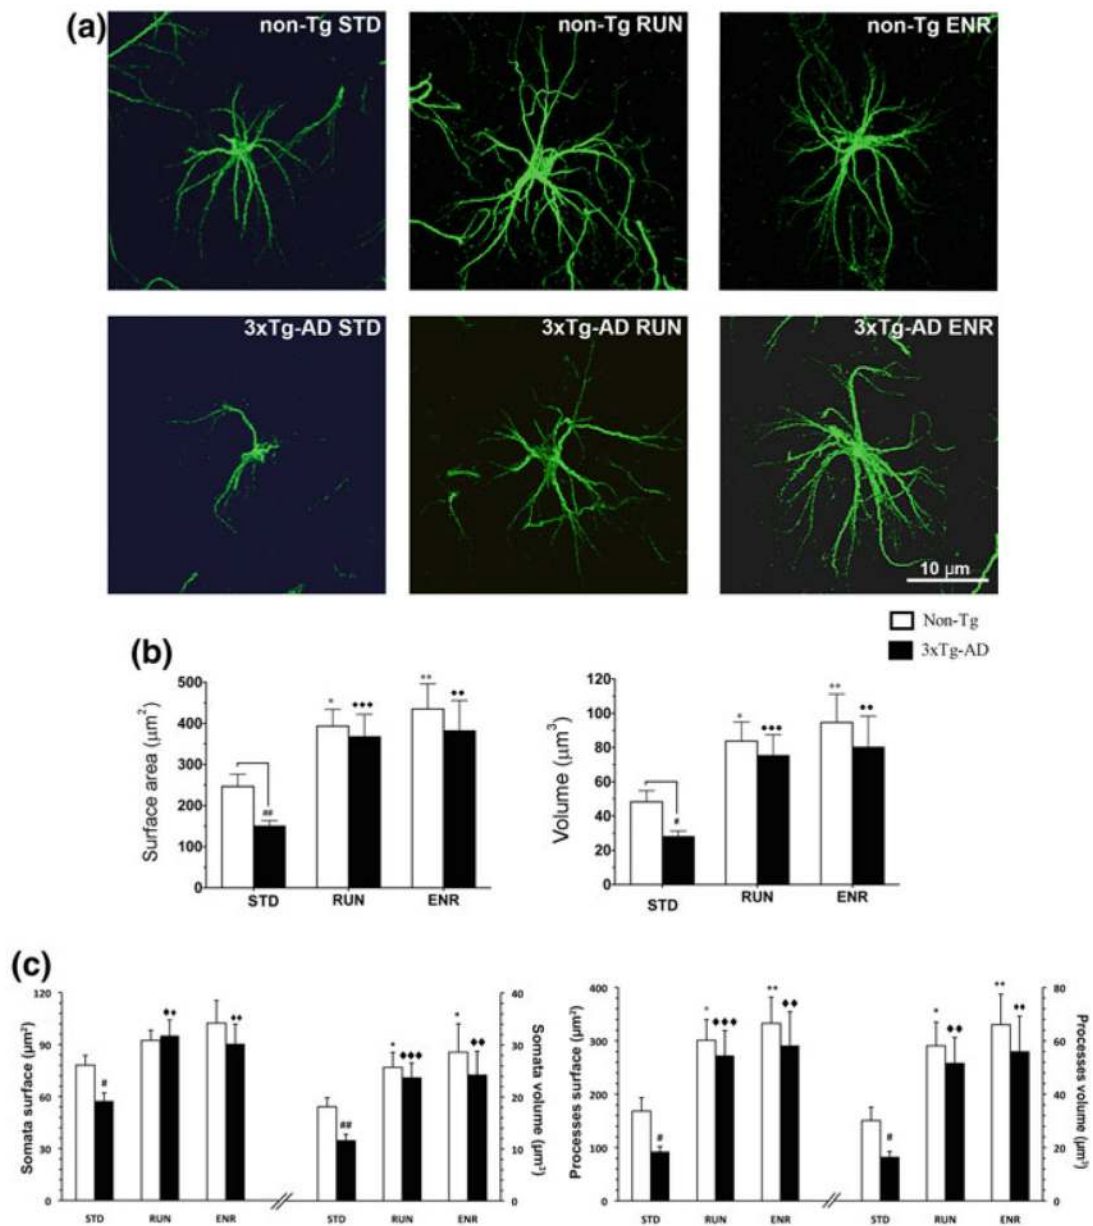 (a)
non-Tg STD
non-Tg RUN
non-Tg ENR
3xTg-AD STD
3xTg-AD RUN
3xTg-AD ENR
10 µm
Non-Tg
3xTg-AD
(b)
Surface area (µm²)
500
400
300
200
100
0
##
*
♦♦♦
**
♦♦
STD
RUN
ENR
Volume (µm³)
120
100
80
60
40
20
0
#
*
♦♦♦
**
♦♦
STD
RUN
ENR
(c)
Somata surface (µm²)
120
90
60
30
0
#
♦♦
♦♦
STD
RUN
ENR
##
*
♦♦♦
*
♦♦
STD
RUN
ENR
40
30
20
10
0
Somata volume (µm³)
Processes surface (µm²)
400
300
200
100
0
#
*
♦♦♦
**
♦♦
STD
RUN
ENR
#
*
♦♦
**
♦♦
STD
RUN
ENR
80
60
40
20
0
Processes volume (µm³)